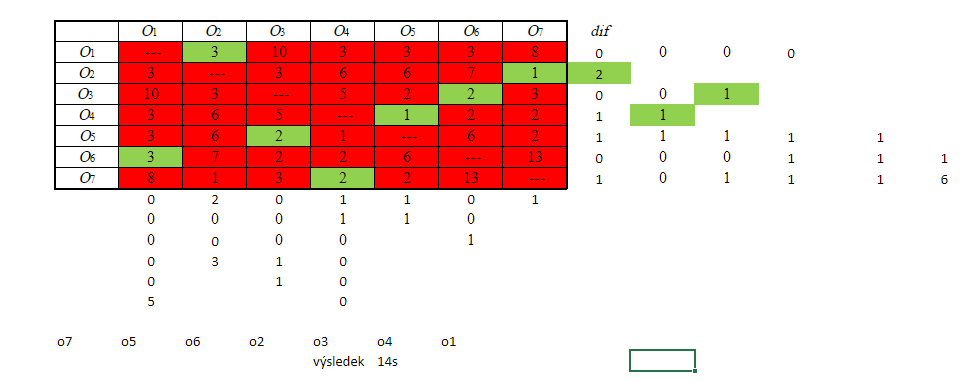 O1 O2 O3 O4 O5 O6 O7 dif
O1 --- 3 10 3 3 3 8 0 0 0 0
O2 3 --- 3 6 6 7 1 2
O3 10 3 --- 5 2 2 3 0 0 1
O4 3 6 5 --- 1 2 2 1 1
O5 3 6 2 1 --- 6 2 1 1 1 1 1
O6 3 7 2 2 6 --- 13 0 0 0 1 1 1
O7 8 1 3 2 2 13 --- 1 0 1 1 1 6
0 2 0 1 1 0 1
0 0 0 1 1 0
0 0 0 0 1
0 3 1 0
0 1 0
5 0
o7 o5 o6 o2 o3 o4 o1
výsledek 14s